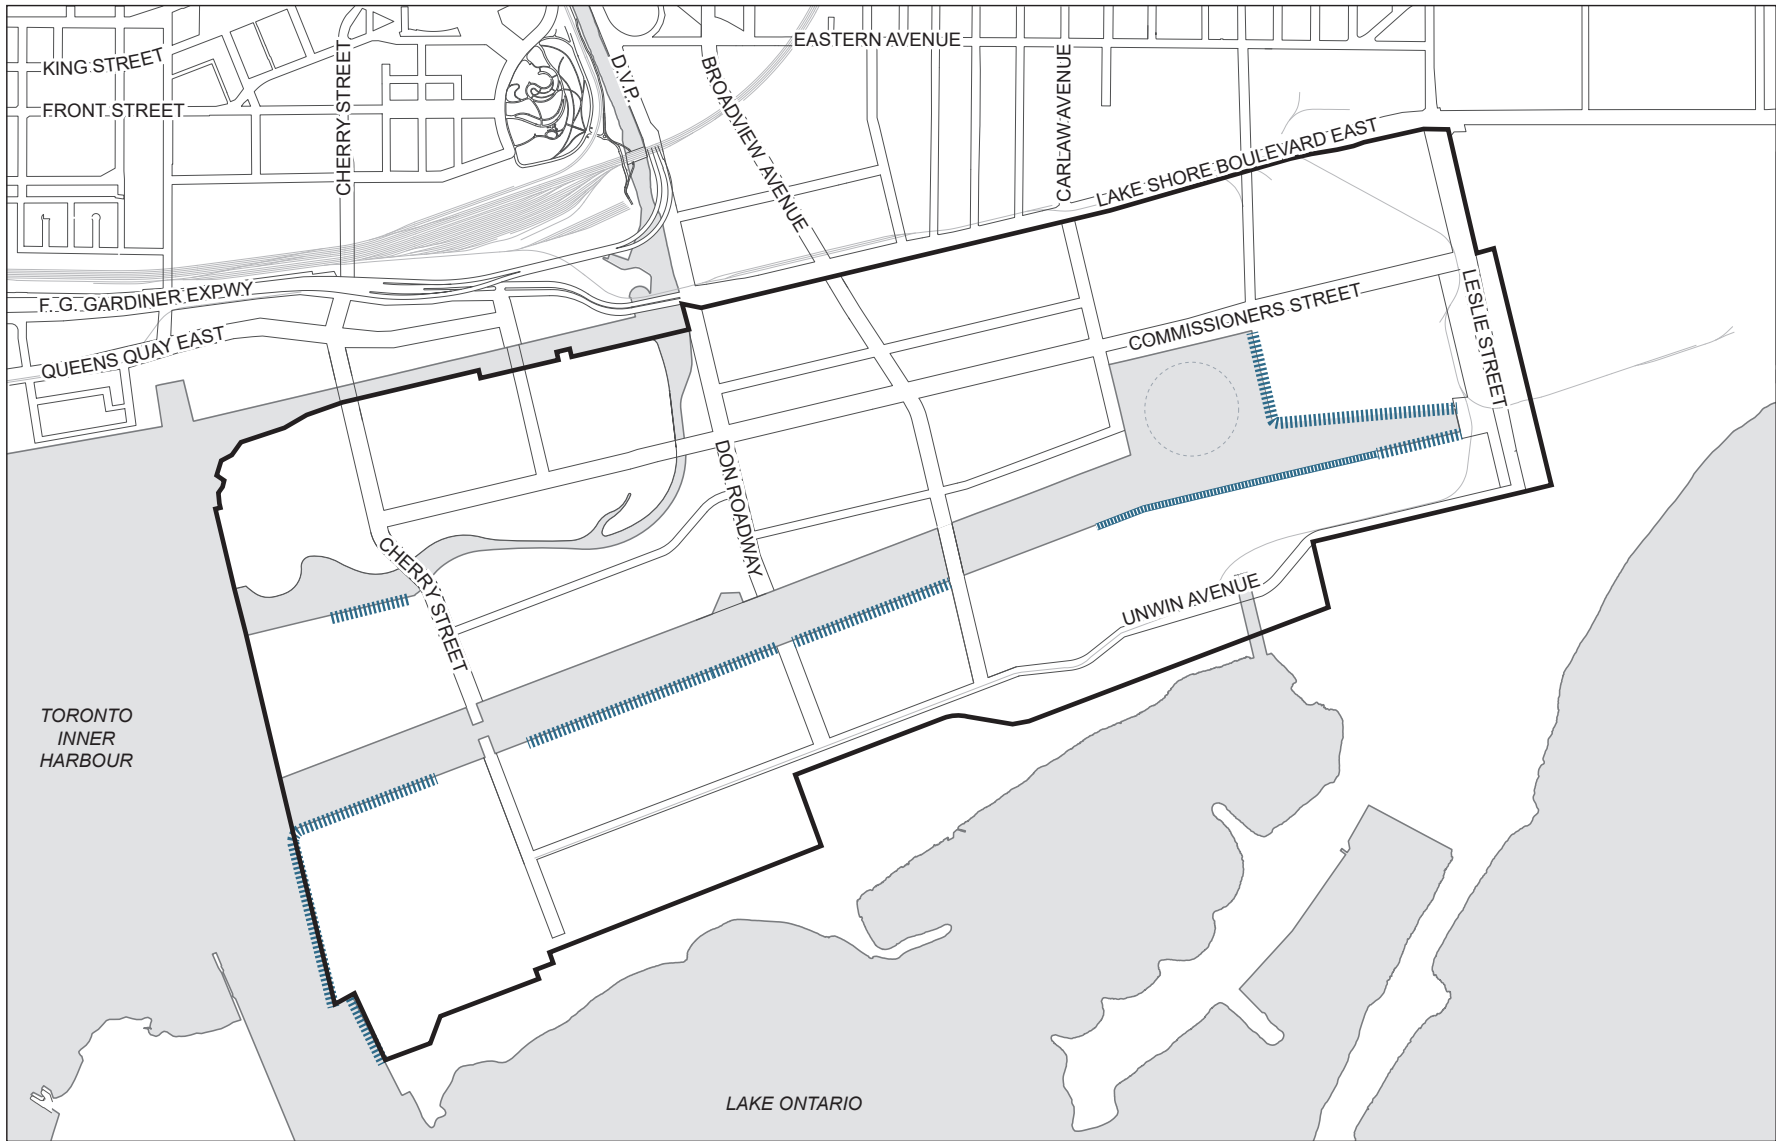 EASTERN AVENUE
KING STREET
FRONT STREET
CHERRY STREET
D.V.P.
BROADVIEW AVENUE
CARLAW AVENUE
LAKE SHORE BOULEVARD EAST
F. G. GARDINER EXPWY
QUEENS QUAY EAST
COMMISSIONERS STREET
LESLIE STREET
DON ROADWAY
CHERRY STREET
UNWIN AVENUE
TORONTO
INNER
HARBOUR
LAKE ONTARIO